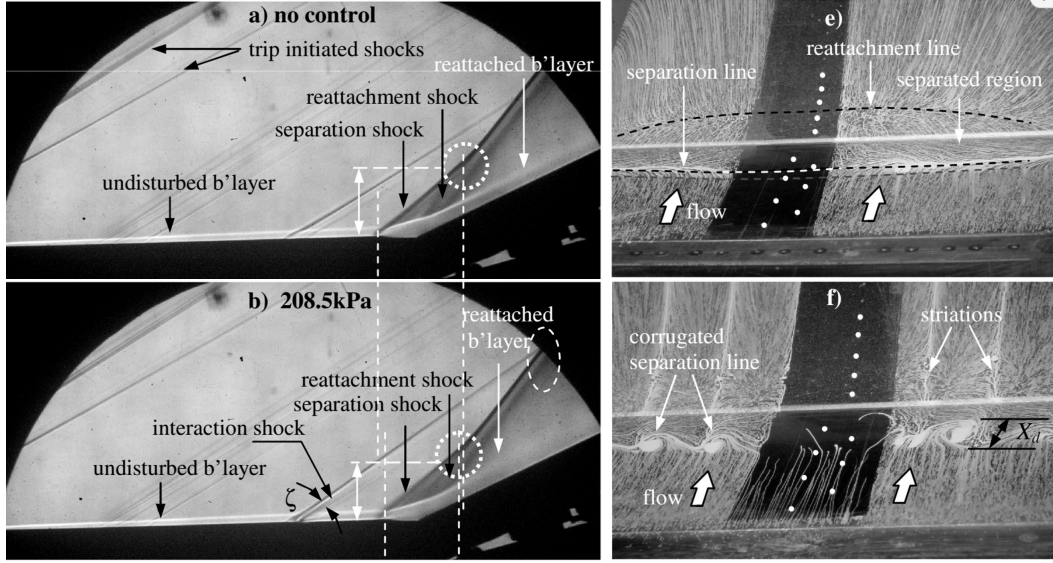 a) no control
trip initiated shocks
reattached b'layer
reattachment shock
separation shock
undisturbed b'layer
b) 208.5kPa
reattached
b'layer
reattachment shock
separation shock
interaction
shock
undisturbed b'layer
ζ
e)
reattachment line
separation line
separated region
flow
f)
striations
corrugated
separation line
X_d
flow